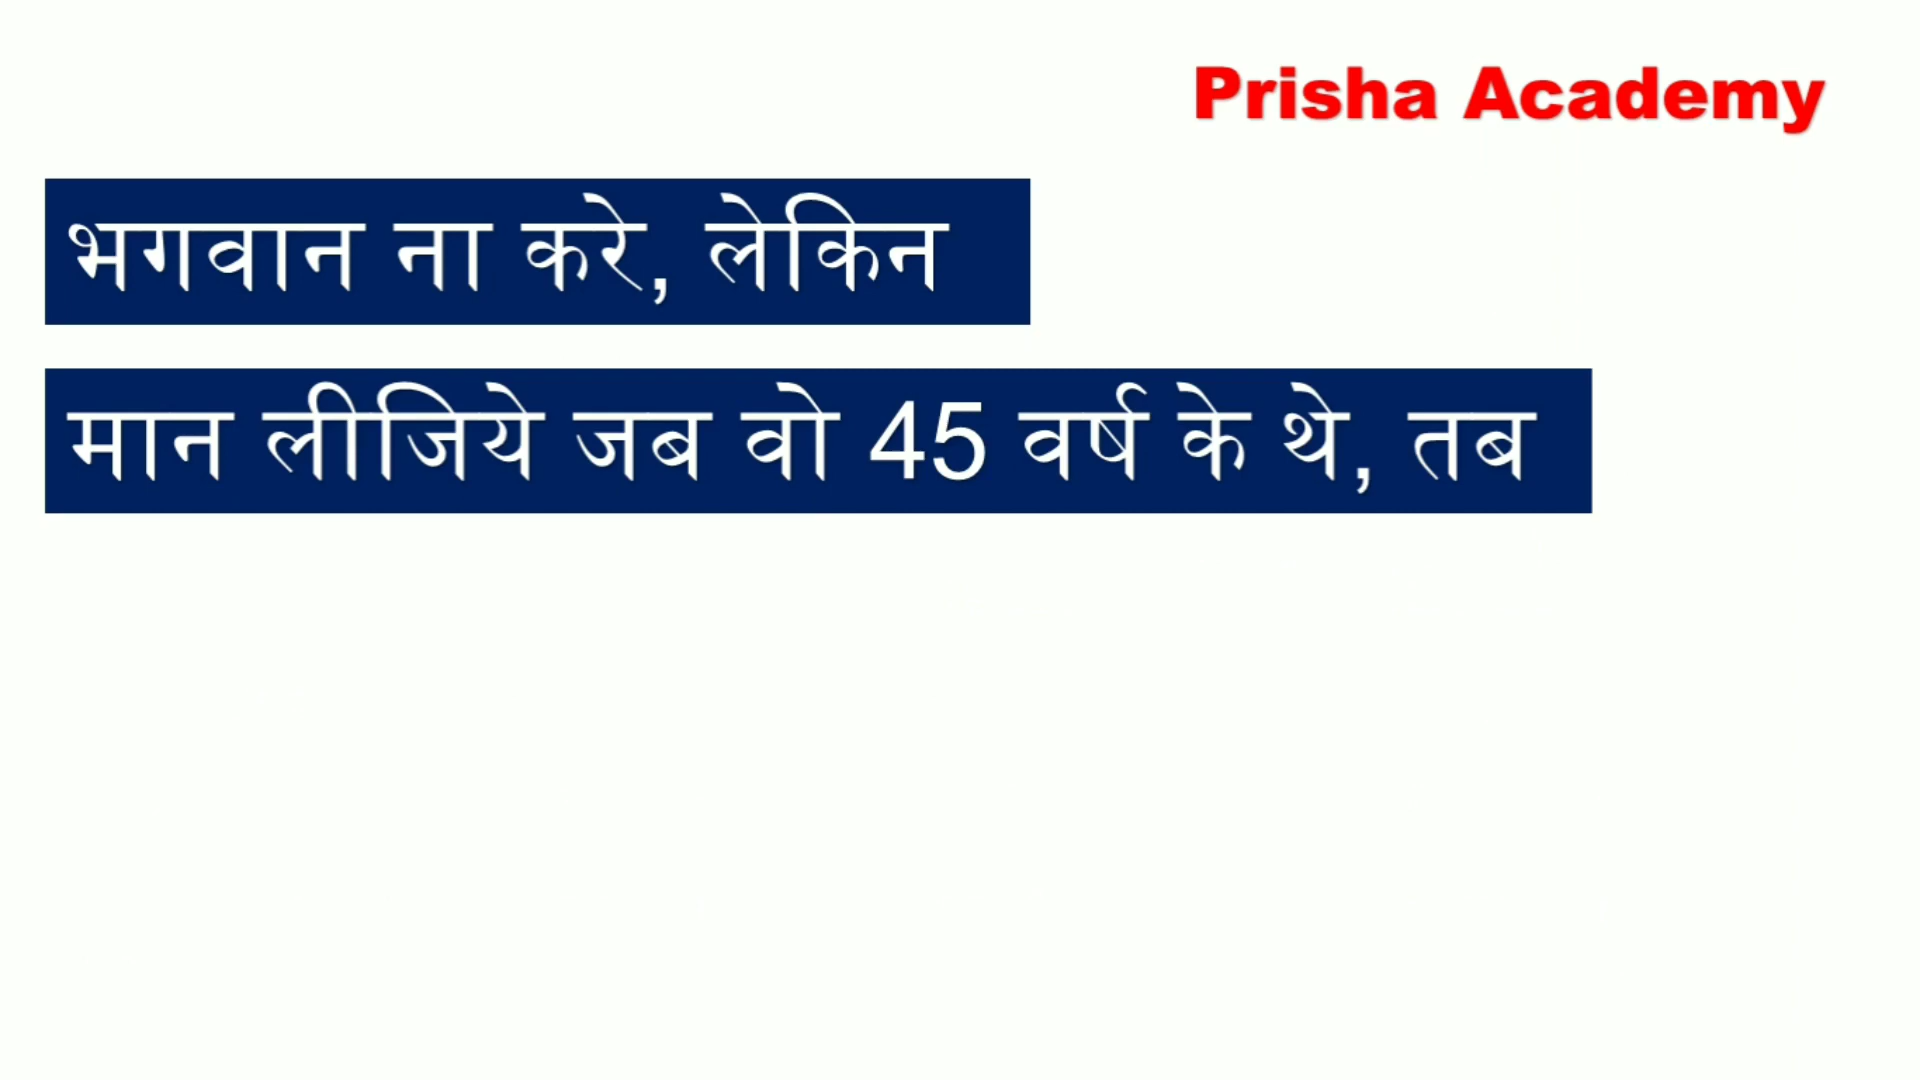 Prisha Academy
भगवान ना करे, लेकिन
मान लीजिये जब वो 45 वर्ष के थे, तब